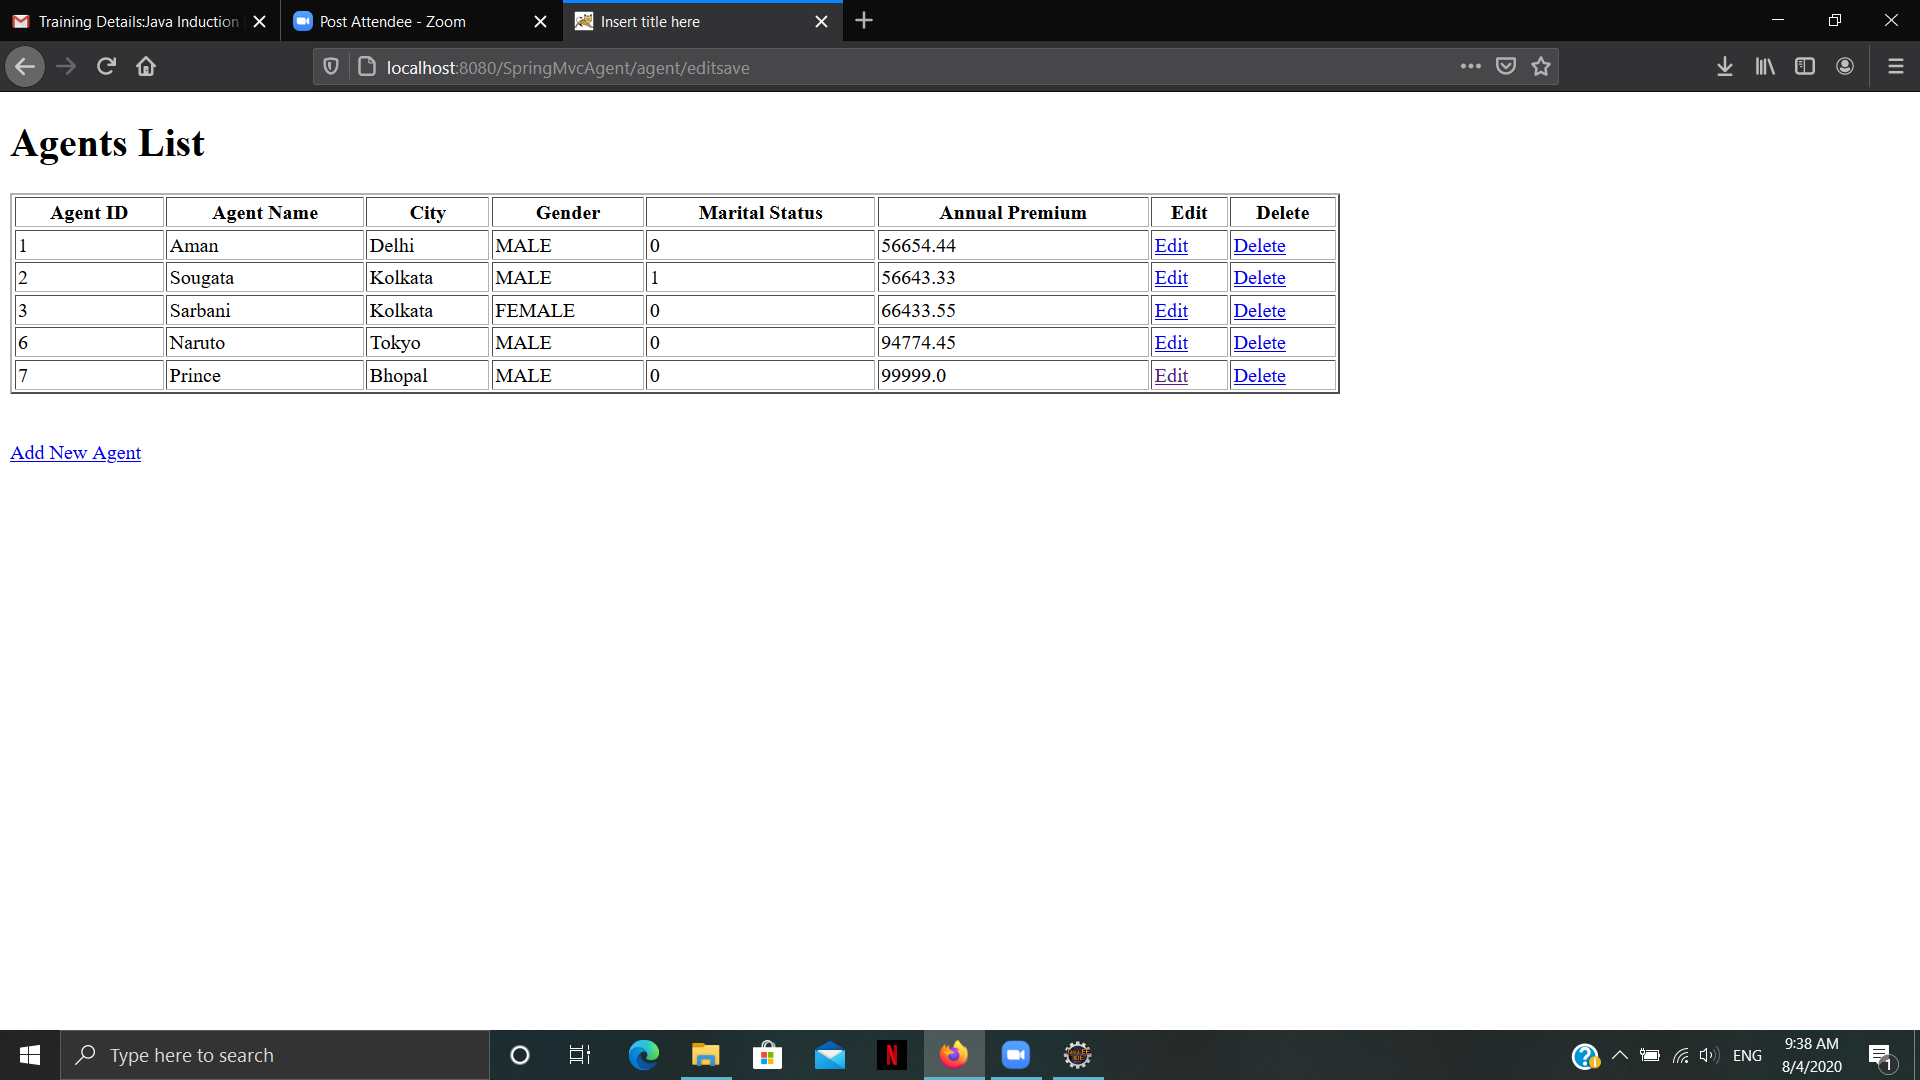 Training Details:Java Induction
Post Attendee - Zoom
Insert title here
localhost:8080/SpringMvcAgent/agent/editsave
Agents List
Agent ID Agent Name City Gender Marital Status Annual Premium Edit Delete
1 Aman Delhi MALE 0 56654.44 Edit Delete
2 Sougata Kolkata MALE 1 56643.33 Edit Delete
3 Sarbani Kolkata FEMALE 0 66433.55 Edit Delete
6 Naruto Tokyo MALE 0 94774.45 Edit Delete
7 Prince Bhopal MALE 0 99999.0 Edit Delete
Add New Agent
Type here to search
N
ENG
9:38 AM
8/4/2020
1